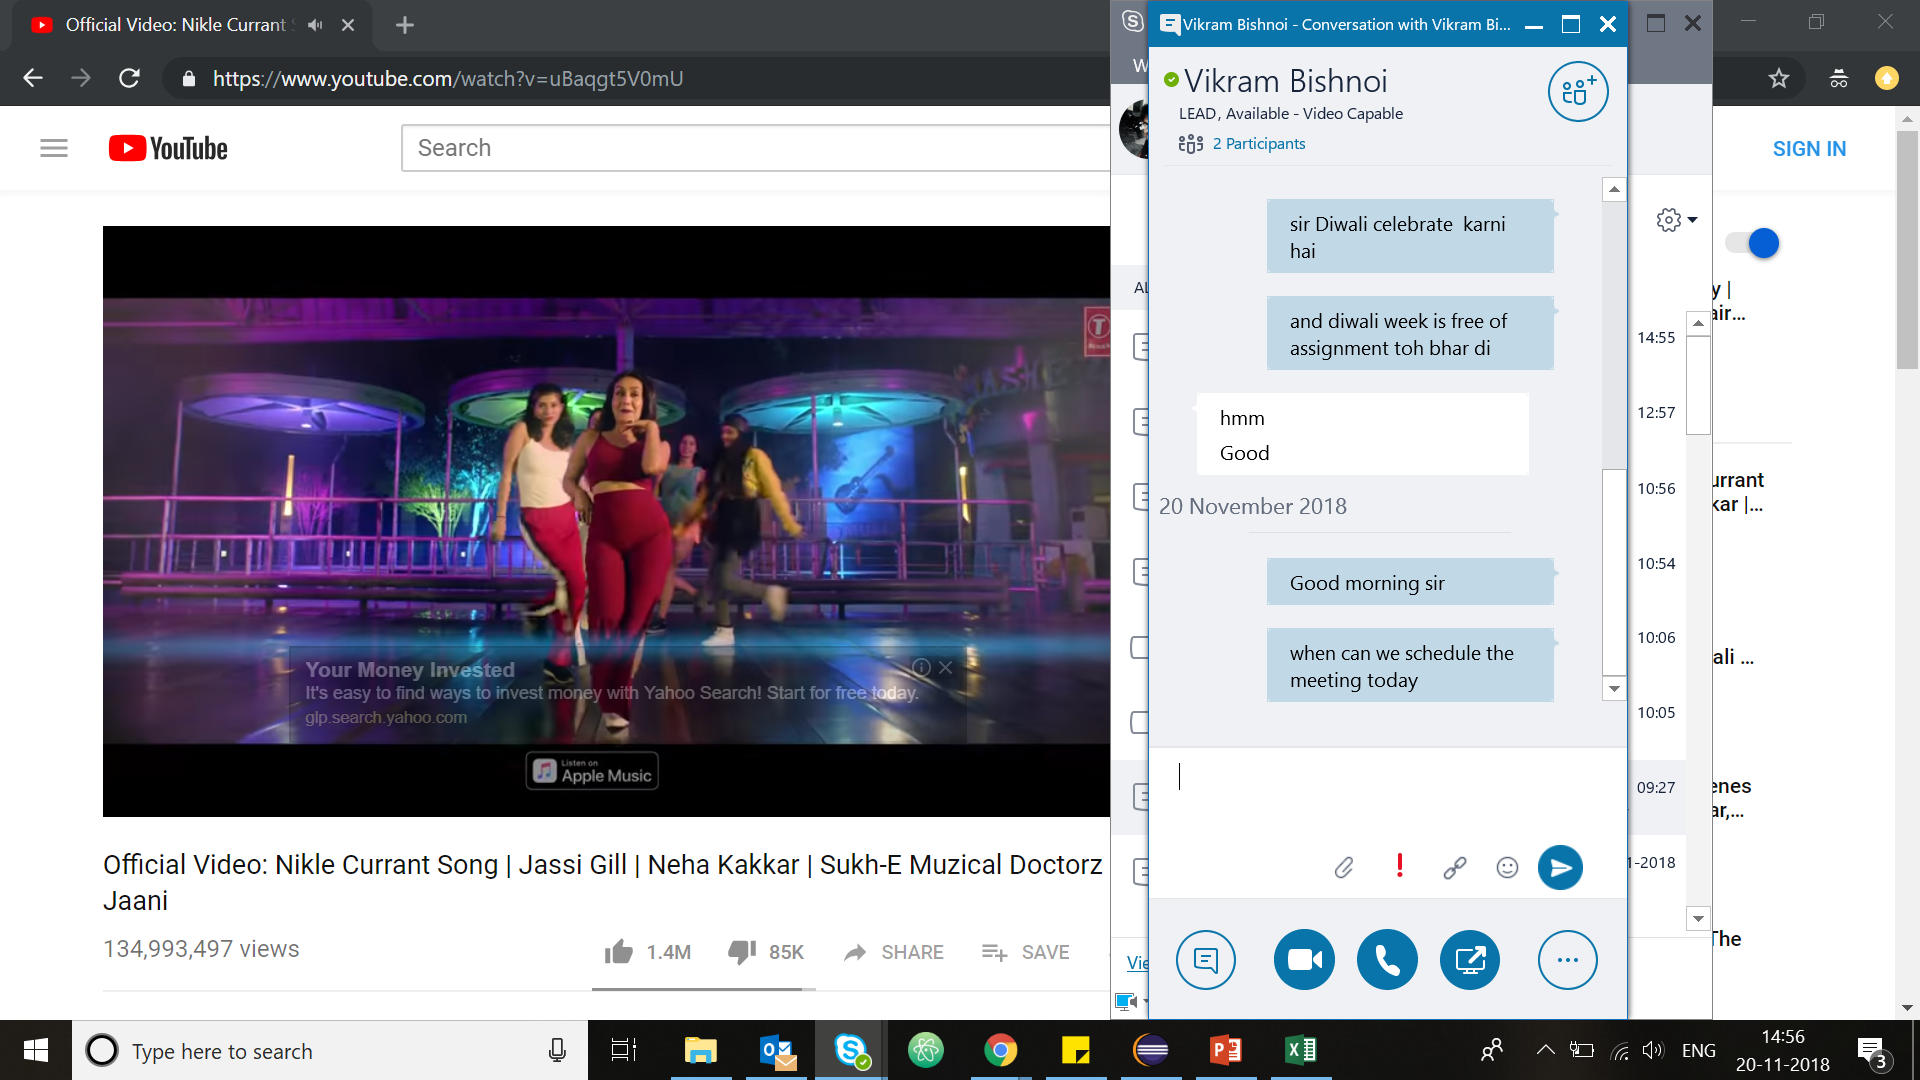 Official Video: Nikle Currant
https://www.youtube.com/watch?v=uBaqgt5V0mU
YouTube
Search
SIGN IN
T
Your Money Invested
It's easy to find ways to invest money with Yahoo Search! Start for free today.
glp.search.yahoo.com
Listen on
Apple Music
Official Video: Nikle Currant Song | Jassi Gill | Neha Kakkar | Sukh-E Muzical Doctorz
Jaani
134,993,497 views
1.4M
85K
SHARE
SAVE
Vikram Bishnoi - Conversation with Vikram Bi...
Vikram Bishnoi
LEAD, Available - Video Capable
2 Participants
sir Diwali celebrate  karni
hai
and diwali week is free of
assignment toh bhar di
hmm
Good
20 November 2018
Good morning sir
when can we schedule the
meeting today
14:55
12:57
10:56
10:54
10:06
10:05
09:27
1-2018
y |
air...
urrant
kar |...
ali ...
enes
ar,...
The
Type here to search
ENG
14:56
20-11-2018
3